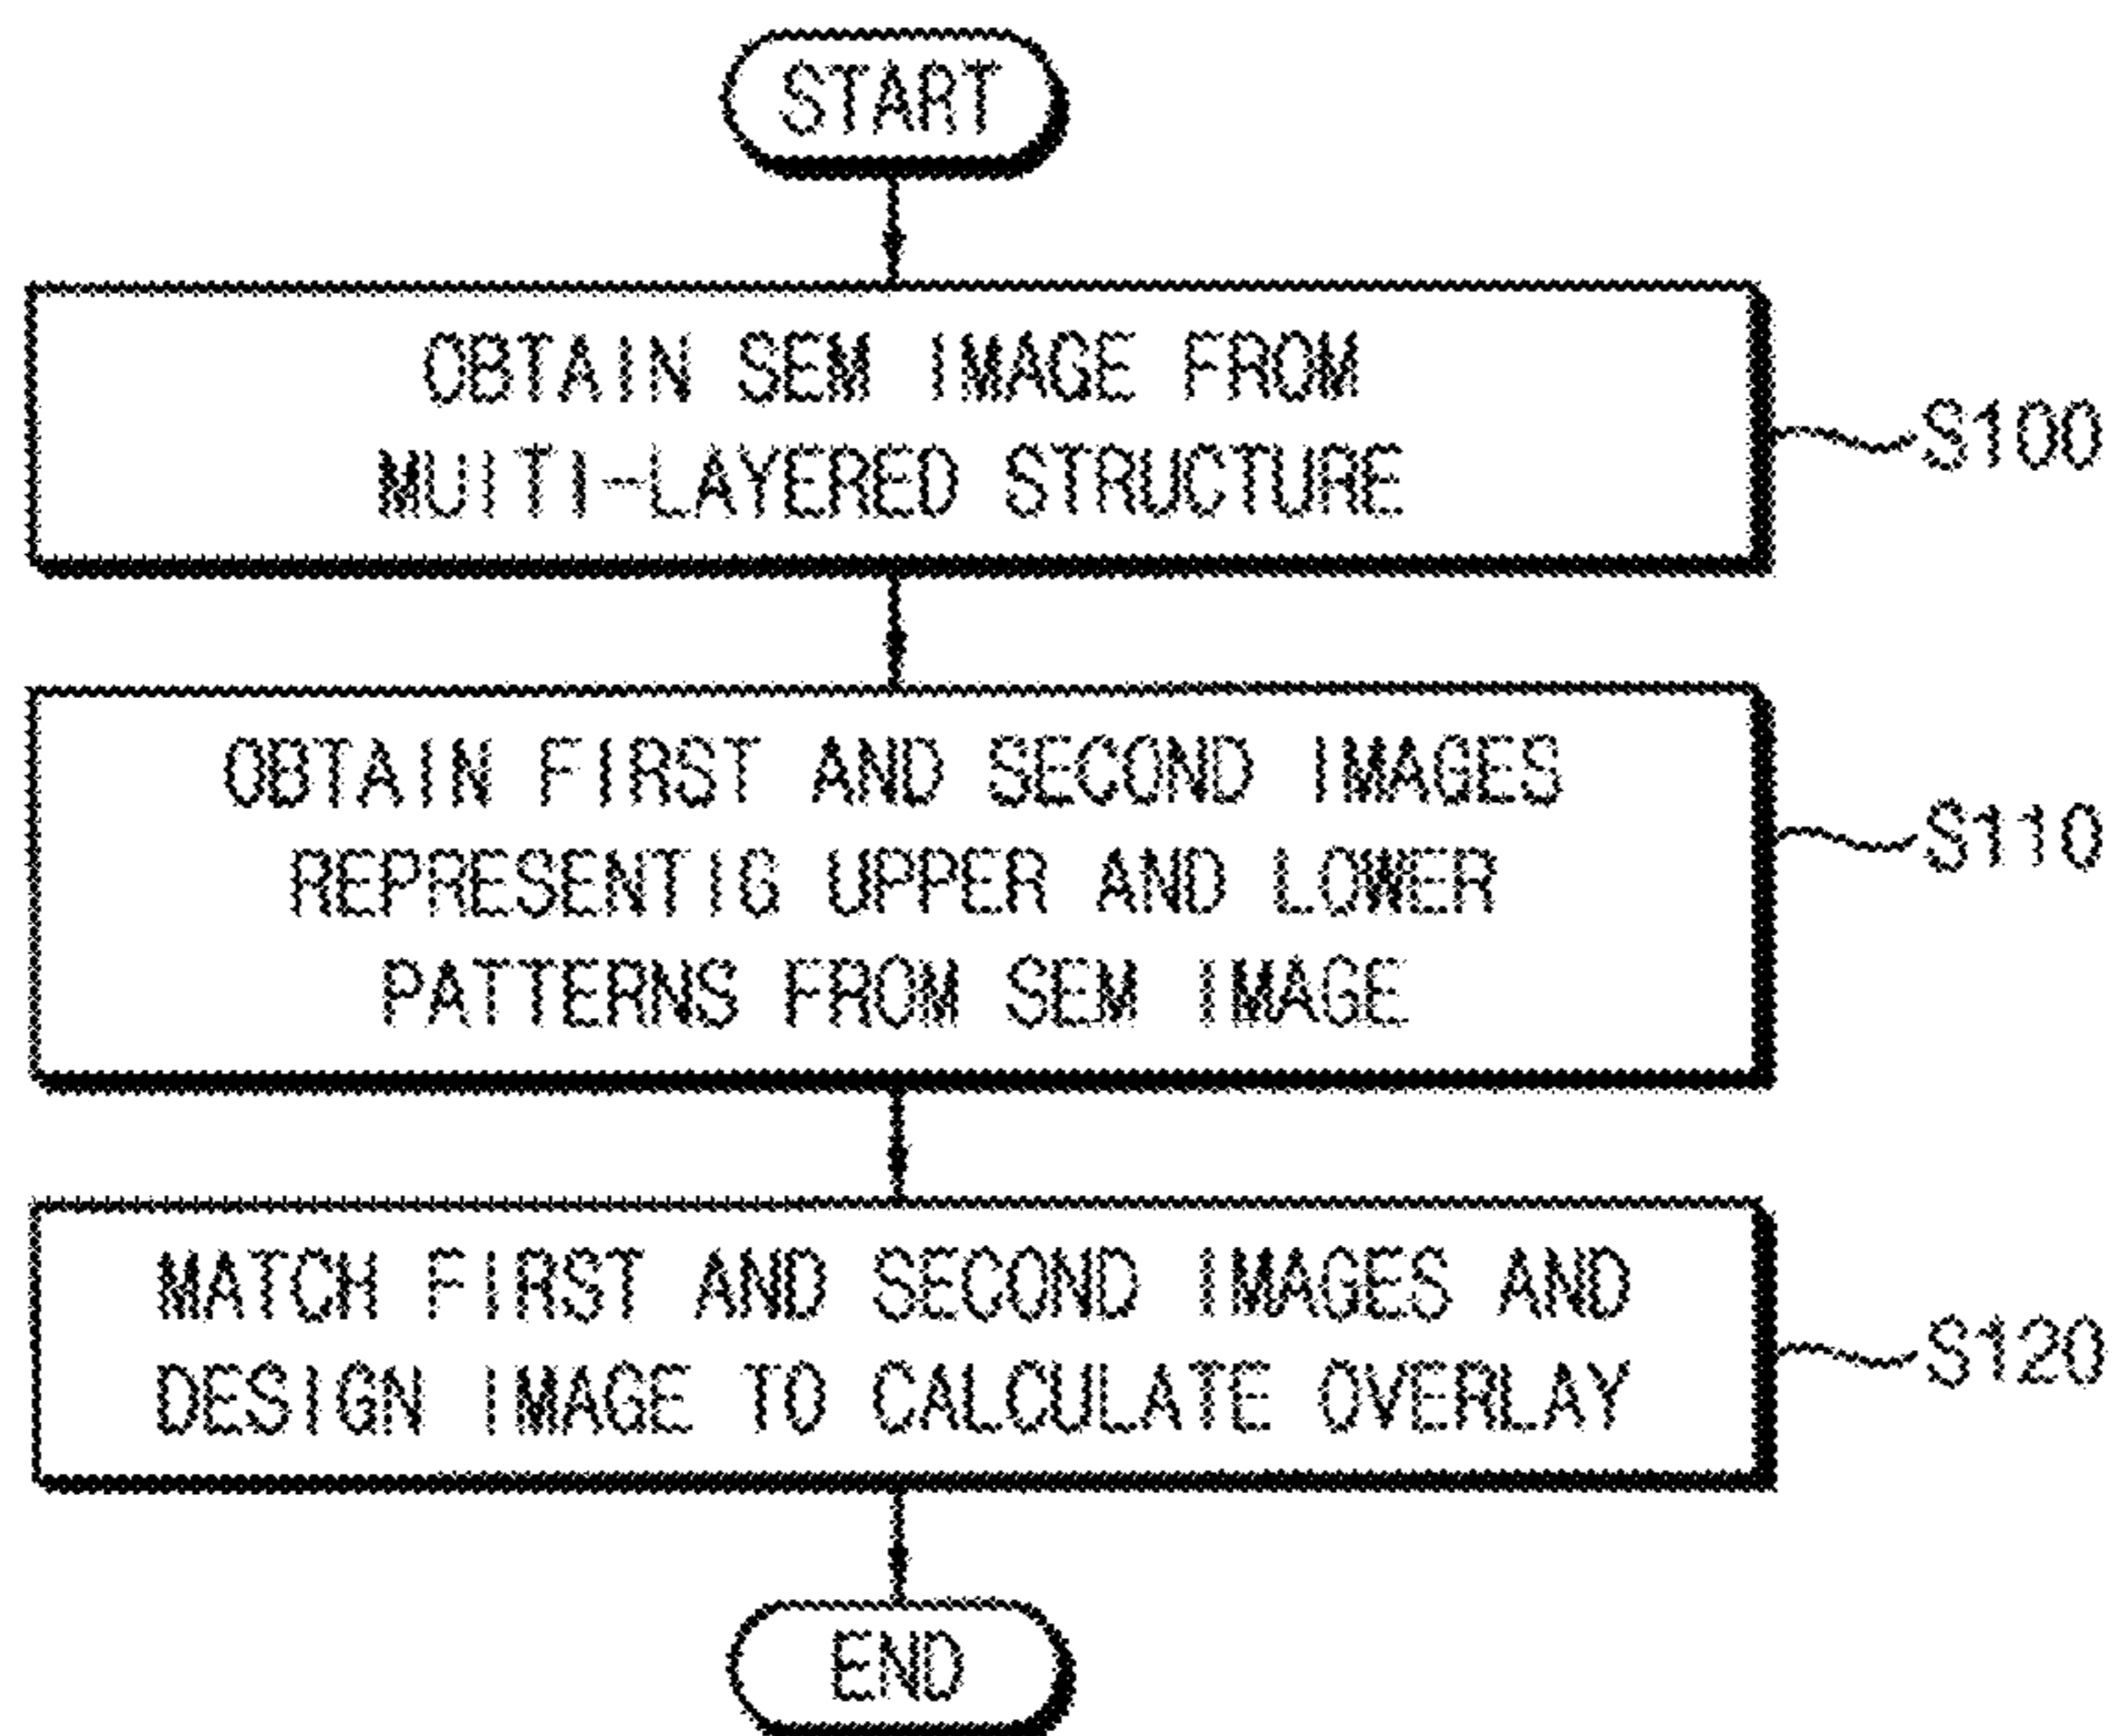 START
OBTAIN SEM IMAGE FROM
MUITI-LAYERED STRUCTURE
S100
OBTAIN FIRST AND SECOND IMAGES
REPRESENTIG UPPER AND LOWER
PATTERNS FROM SEM IMAGE
S110
MATCH FIRST AND SECOND IMAGES AND
DESIGN IMAGE TO CALCULATE OVERLAY
S120
END